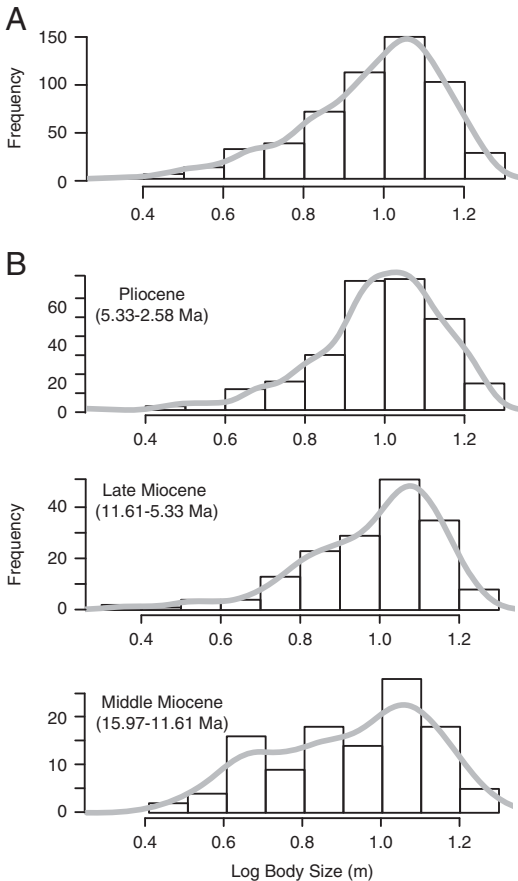 A
150
100
50
0
Frequency
0.4 0.6 0.8 1.0 1.2
B
Pliocene
(5.33-2.58 Ma)
60
40
20
0
0.4 0.6 0.8 1.0 1.2
Late Miocene
(11.61-5.33 Ma)
Frequency
40
20
0
0.4 0.6 0.8 1.0 1.2
Middle Miocene
(15.97-11.61 Ma)
20
10
0
0.4 0.6 0.8 1.0 1.2
Log Body Size (m)